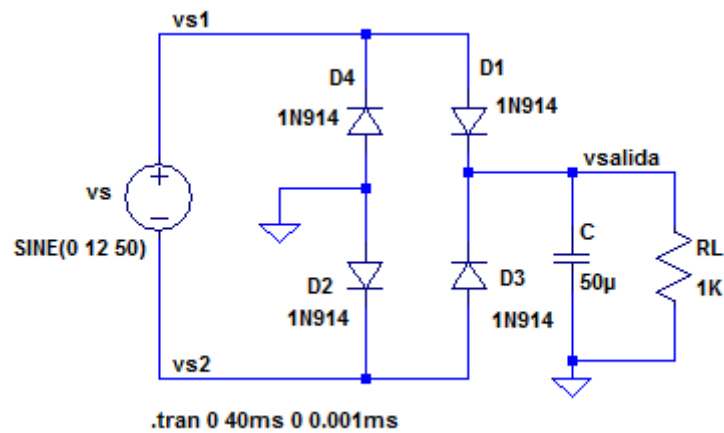 vs1
D4
1N914
D1
1N914
vsalida
vs
SINE(0 12 50)
C
50µ
RL
1K
D2
1N914
D3
1N914
vs2
.tran 0 40ms 0 0.001ms